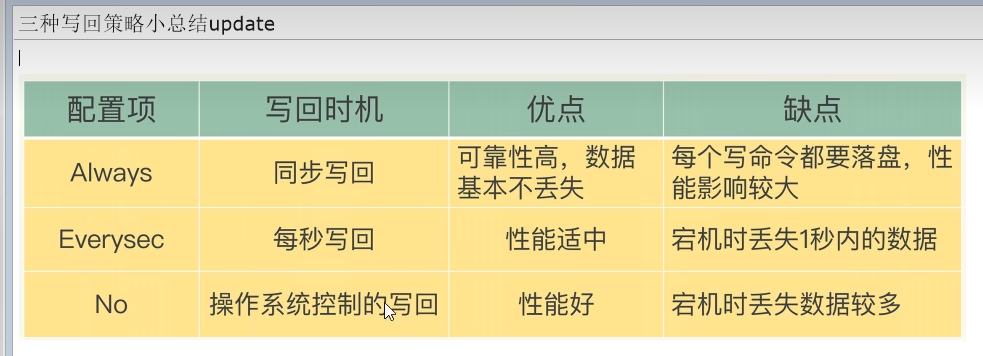 三种写回策略小总结update
配置项 写回时机 优点 缺点
Always 同步写回 可靠性高，数据基本不丢失 每个写命令都要落盘，性能影响较大
Everysec 每秒写回 性能适中 宕机时丢失1秒内的数据
No 操作系统控制的写回 性能好 宕机时丢失数据较多